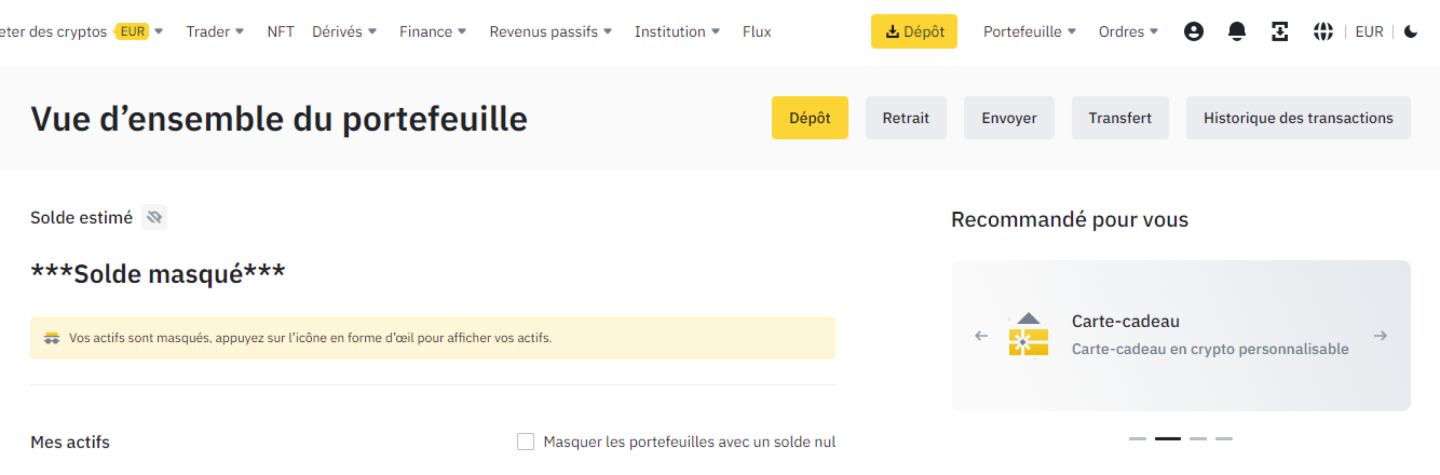 eter des cryptos EUR Trader NFT Dérivés Finance Revenus passifs Institution Flux Dépôt Portefeuille Ordres EUR
Vue d’ensemble du portefeuille
Dépôt Retrait Envoyer Transfert Historique des transactions
Solde estimé
***Solde masqué***
Vos actifs sont masqués, appuyez sur l’icône en forme d’œil pour afficher vos actifs.
Mes actifs
Masquer les portefeuilles avec un solde nul
Recommandé pour vous
Carte-cadeau
Carte-cadeau en crypto personnalisable